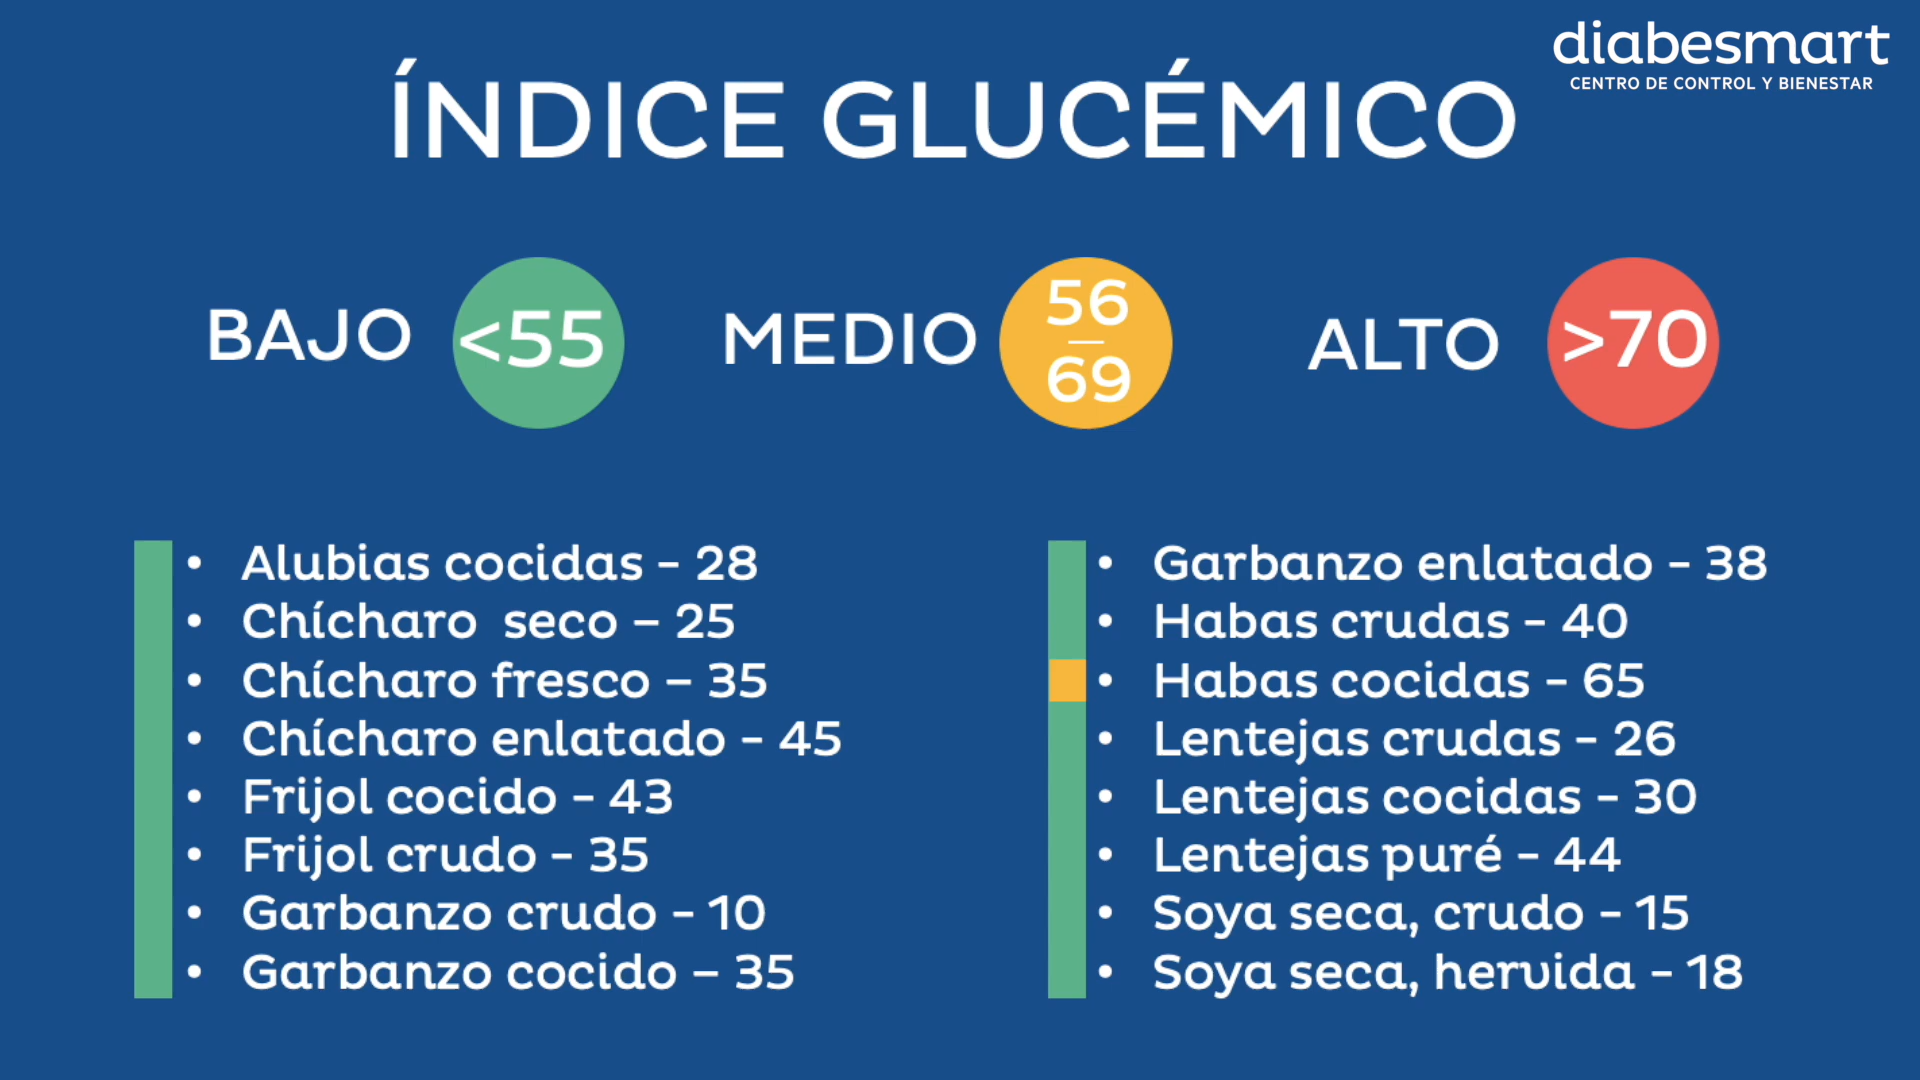 diabesmart
CENTRO DE CONTROL Y BIENESTAR
ÍNDICE GLUCÉMICO
BAJO <55
MEDIO 56 — 69
ALTO >70
• Alubias cocidas - 28
• Chícharo  seco – 25
• Chícharo fresco – 35
• Chícharo enlatado - 45
• Frijol cocido - 43
• Frijol crudo - 35
• Garbanzo crudo - 10
• Garbanzo cocido – 35
• Garbanzo enlatado - 38
• Habas crudas - 40
• Habas cocidas - 65
• Lentejas crudas - 26
• Lentejas cocidas - 30
• Lentejas puré - 44
• Soya seca, crudo - 15
• Soya seca, hervida - 18